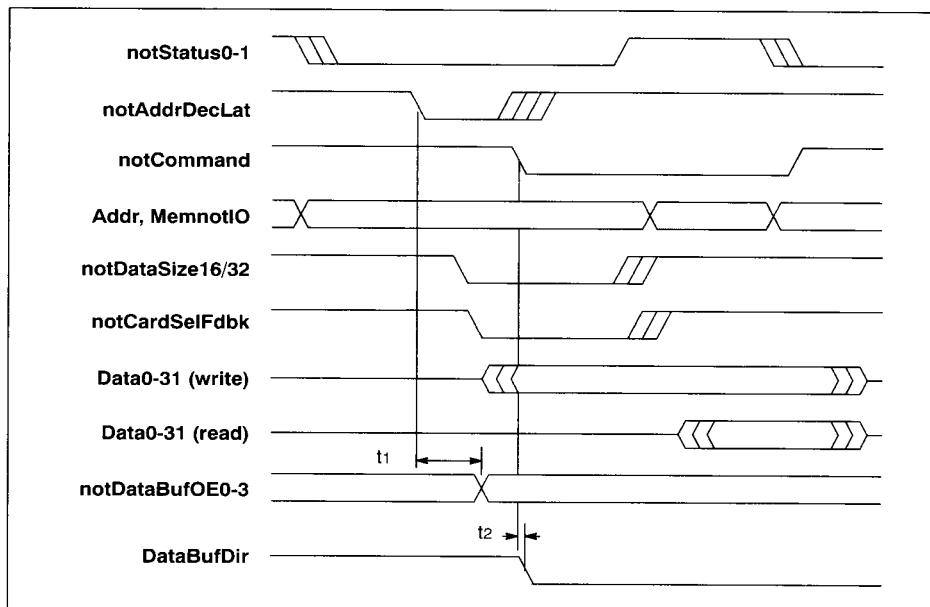 notStatus0-1
notAddrDecLat
notCommand
Addr, MemnotIO
notDataSize16/32
notCardSelFdbk
Data0-31 (write)
Data0-31 (read)
t1
notDataBufOE0-3
t2
DataBufDir